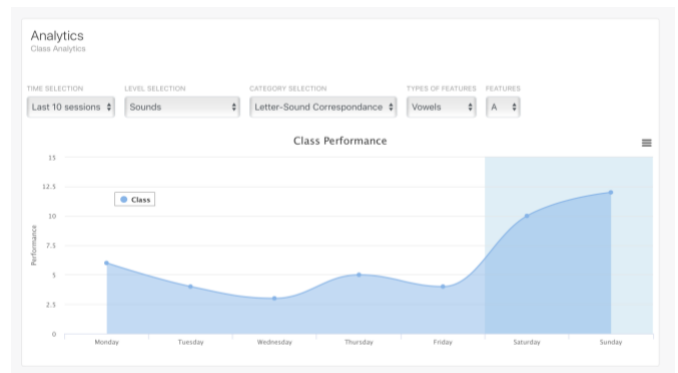 Analytics
Class Analytics
TIME SELECTION LEVEL SELECTION CATEGORY SELECTION TYPES OF FEATURES FEATURES
Last 10 sessions Sounds Letter-Sound Correspondance Vowels A
Class Performance
15
12.5
Class
10
7.5
Performance
5
2.5
0
Monday Tuesday Wednesday Thursday Friday Saturday Sunday